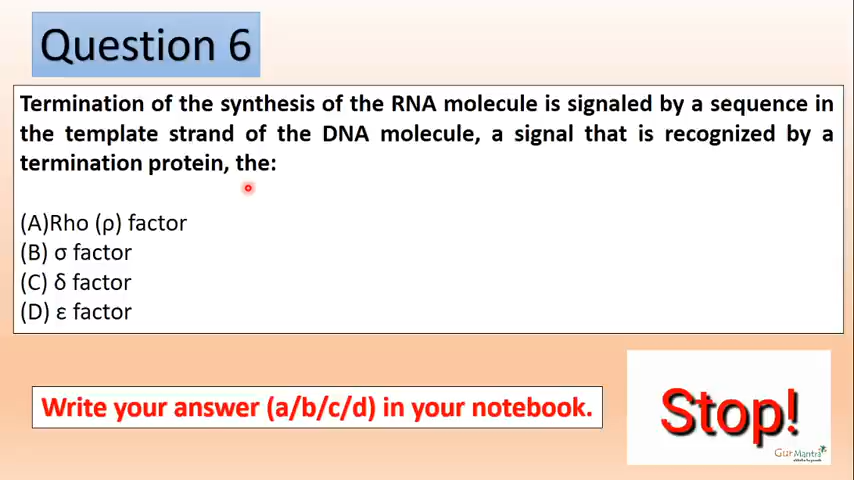 Question 6
Termination of the synthesis of the RNA molecule is signaled by a sequence in
the template strand of the DNA molecule, a signal that is recognized by a
termination protein, the:
(A)Rho (ρ) factor
(B) σ factor
(C) δ factor
(D) ε factor
Write your answer (a/b/c/d) in your notebook.
Stop!
GurMantra